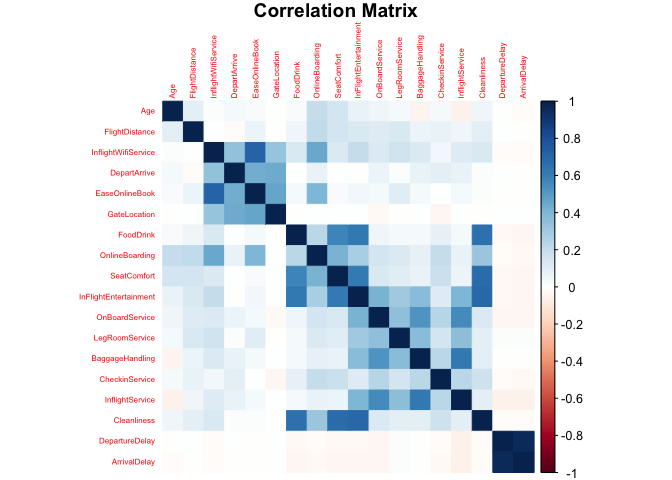 Correlation Matrix
Age
FlightDistance
InflightWifiService
DepartArrive
EaseOnlineBook
GateLocation
FoodDrink
OnlineBoarding
SeatComfort
InFlightEntertainment
OnBoardService
LegRoomService
BaggageHandling
CheckinService
InflightService
Cleanliness
DepartureDelay
ArrivalDelay
Age
FlightDistance
InflightWifiService
DepartArrive
EaseOnlineBook
GateLocation
FoodDrink
OnlineBoarding
SeatComfort
InFlightEntertainment
OnBoardService
LegRoomService
BaggageHandling
CheckinService
InflightService
Cleanliness
DepartureDelay
ArrivalDelay
1
0.8
0.6
0.4
0.2
0
-0.2
-0.4
-0.6
-0.8
-1